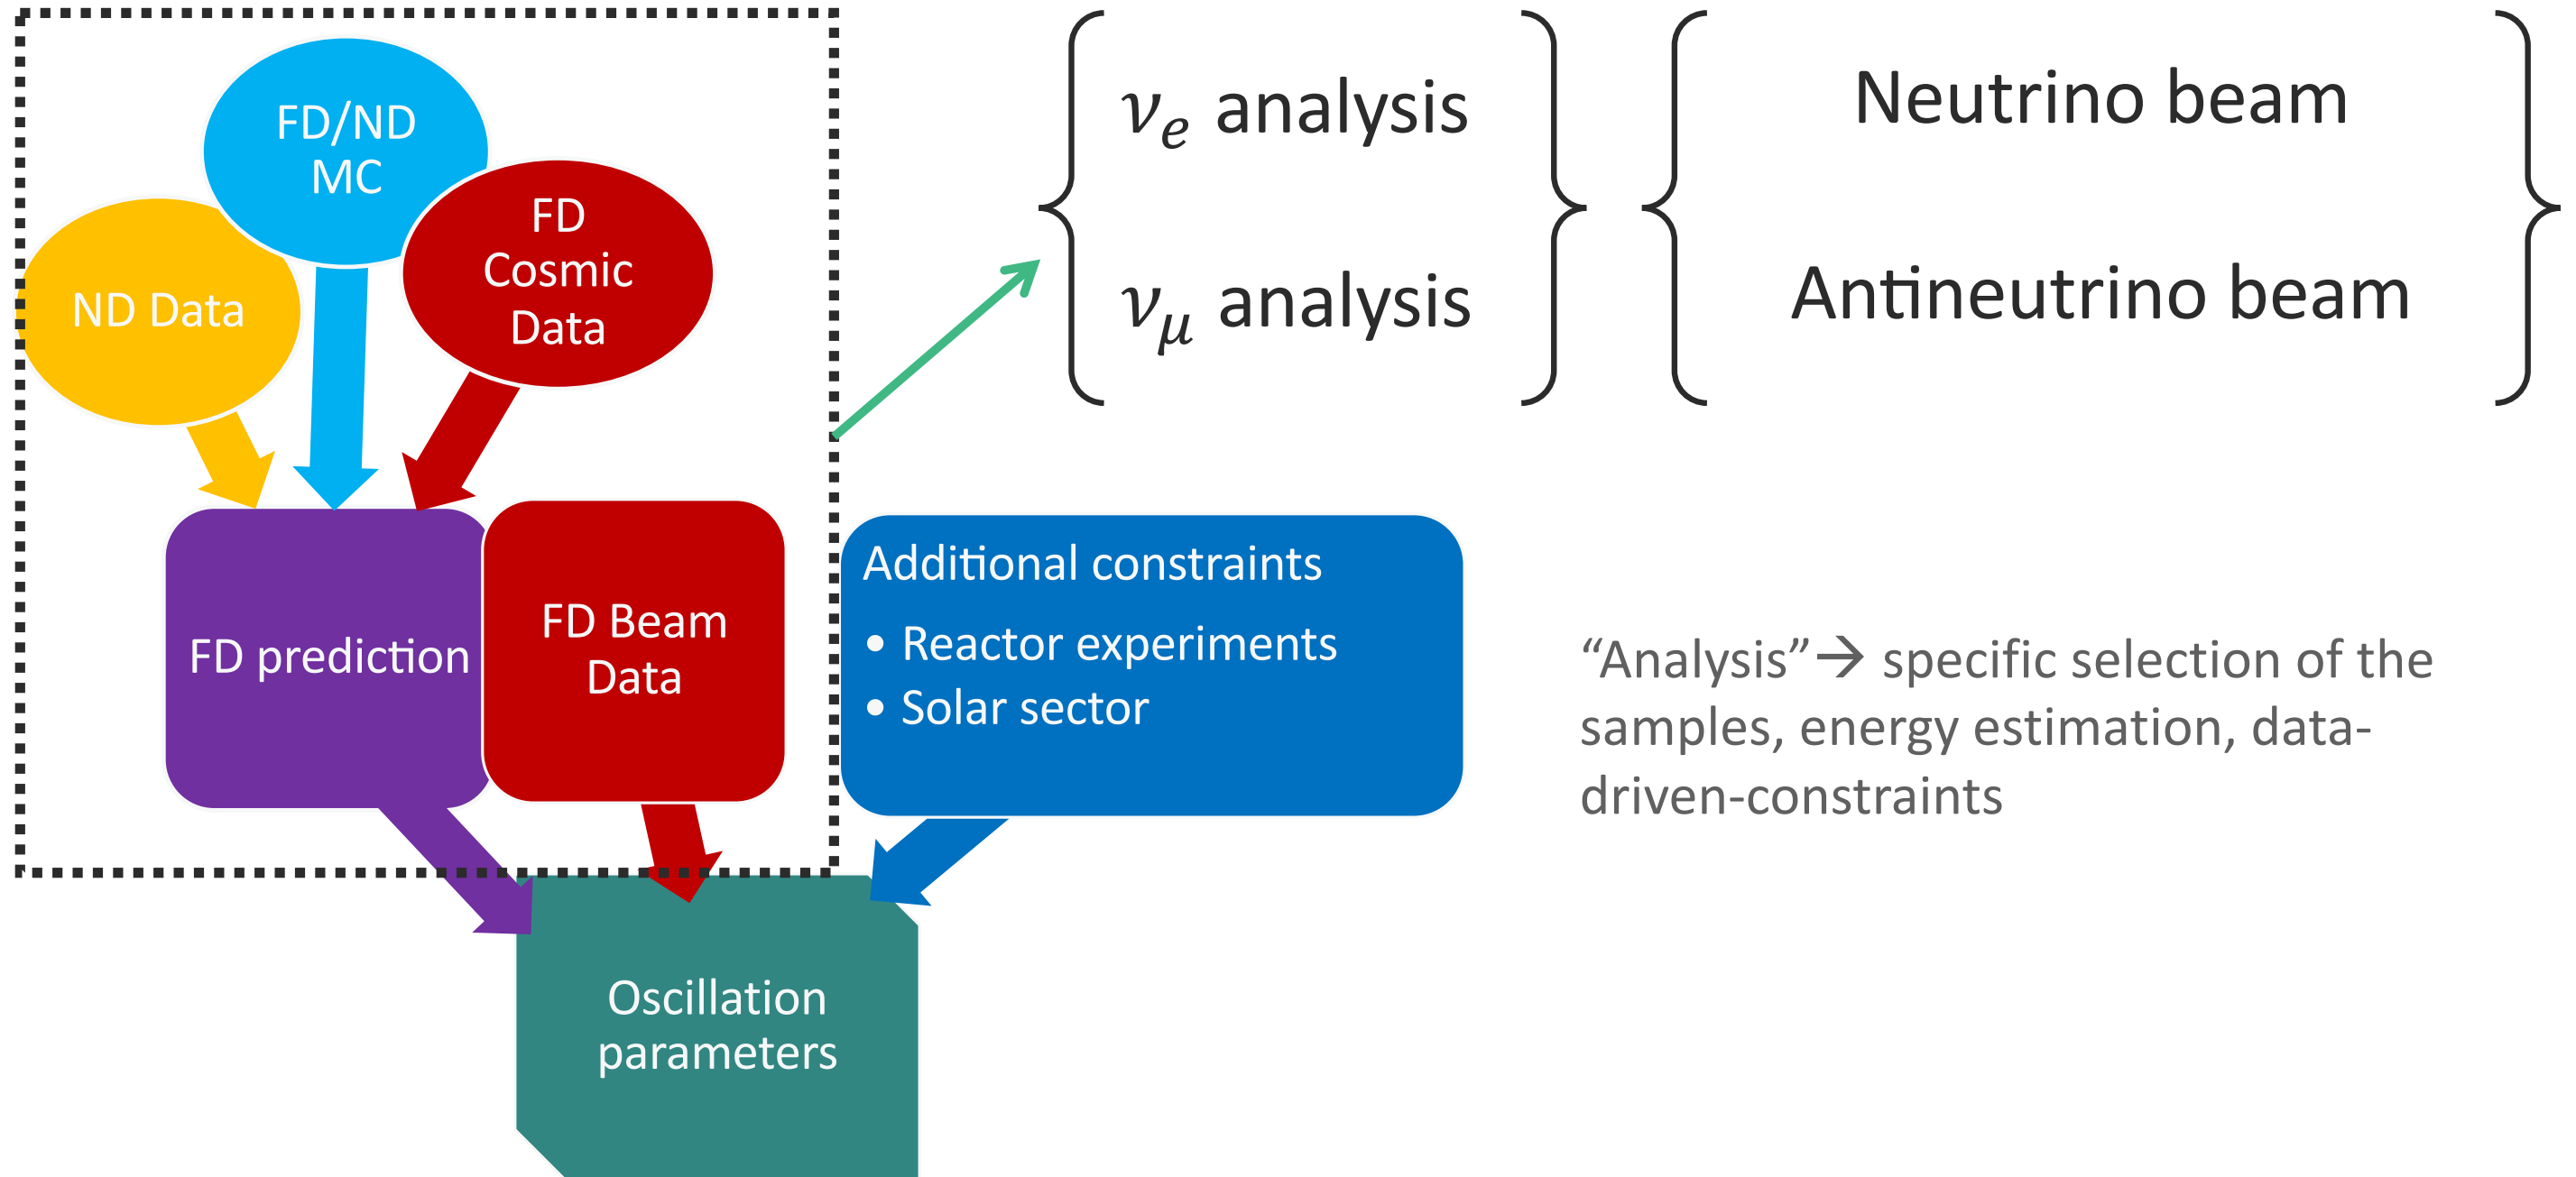 FD/ND
MC
FD
Cosmic
Data
ND Data
νₑ analysis
ν_μ analysis
Neutrino beam
Antineutrino beam
FD prediction
FD Beam
Data
Additional constraints
• Reactor experiments
• Solar sector
“Analysis”→ specific selection of the
samples, energy estimation, data-
driven-constraints
Oscillation
parameters